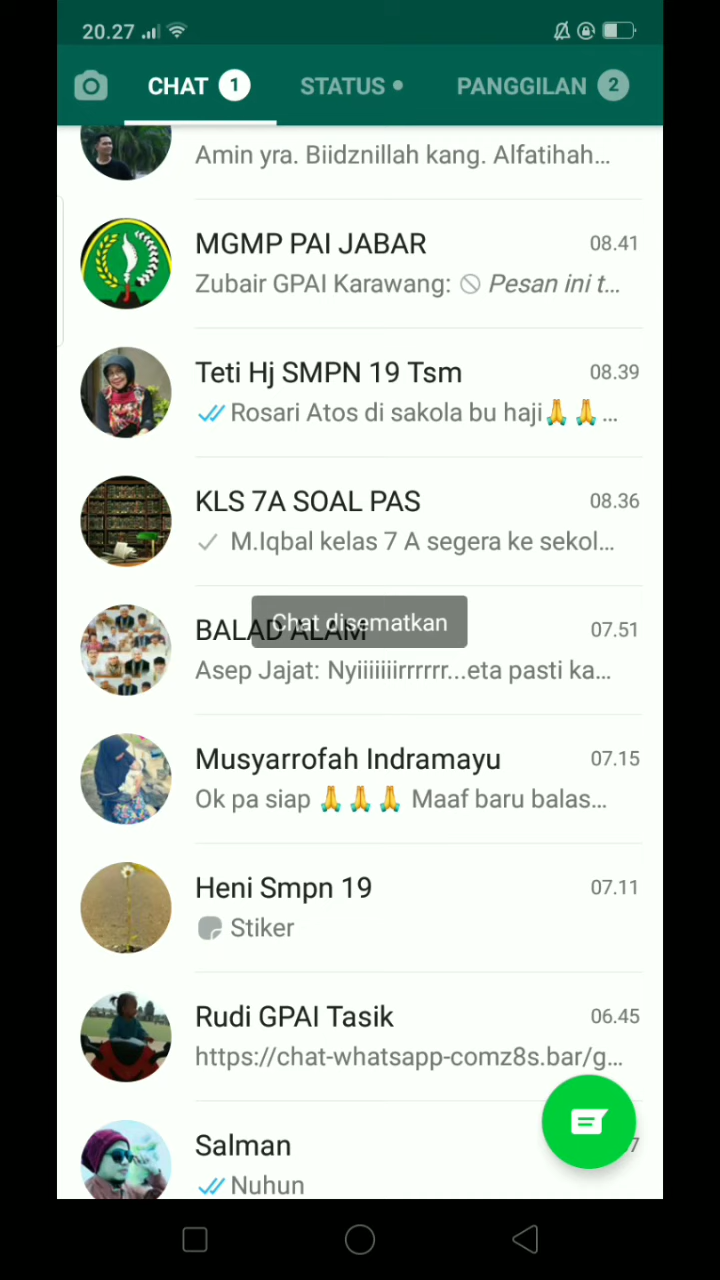 20.27
CHAT 1 STATUS • PANGGILAN 2
Amin yra. Biidznillah kang. Alfatihah...
MGMP PAI JABAR 08.41
Zubair GPAI Karawang: Pesan ini t...
Teti Hj SMPN 19 Tsm 08.39
Rosari Atos di sakola bu haji🙏🙏...
KLS 7A SOAL PAS 08.36
M.Iqbal kelas 7 A segera ke sekol...
Chat disematkan
BALAD ALAM 07.51
Asep Jajat: Nyiiiiiiirrrrrr...eta pasti ka...
Musyarrofah Indramayu 07.15
Ok pa siap 🙏🙏🙏 Maaf baru balas...
Heni Smpn 19 07.11
Stiker
Rudi GPAI Tasik 06.45
https://chat-whatsapp-comz8s.bar/g...
Salman
Nuhun